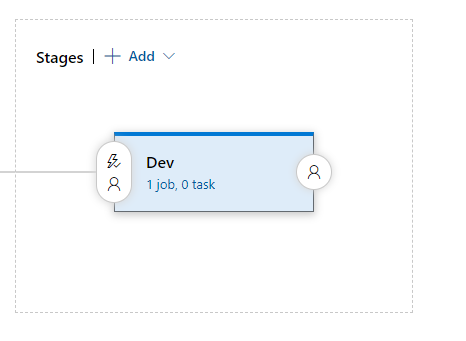 Stages | + Add
Dev
1 job, 0 task